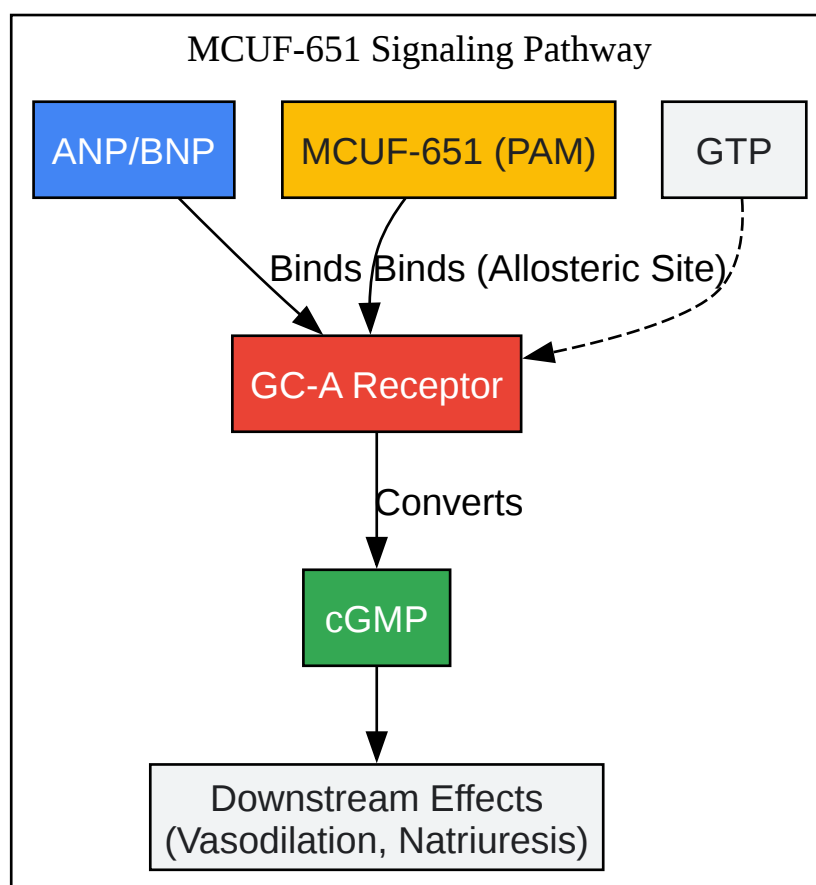 MCUF-651 Signaling Pathway
ANP/BNP
MCUF-651 (PAM)
GTP
Binds
Binds (Allosteric Site)
GC-A Receptor
Converts
cGMP
Downstream Effects
(Vasodilation, Natriuresis)